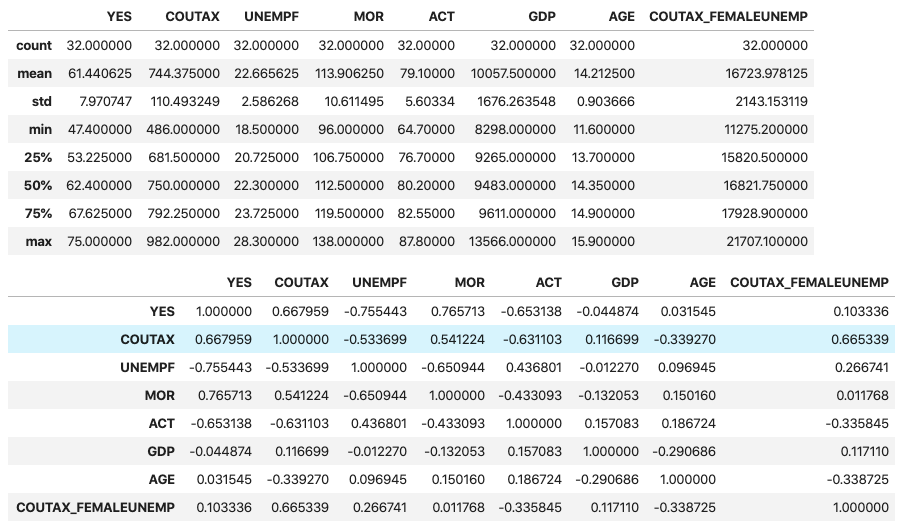 YES COUTAX UNEMPF MOR ACT GDP AGE COUTAX_FEMALEUNEMP
count 32.000000 32.000000 32.000000 32.000000 32.00000 32.000000 32.000000 32.000000
mean 61.440625 744.375000 22.665625 113.906250 79.10000 10057.500000 14.212500 16723.978125
std 7.970747 110.493249 2.586268 10.611495 5.60334 1676.263548 0.903666 2143.153119
min 47.400000 486.000000 18.500000 96.000000 64.70000 8298.000000 11.600000 11275.200000
25% 53.225000 681.500000 20.725000 106.750000 76.70000 9265.000000 13.700000 15820.500000
50% 62.400000 750.000000 22.300000 112.500000 80.20000 9483.000000 14.350000 16821.750000
75% 67.625000 792.250000 23.725000 119.500000 82.55000 9611.000000 14.900000 17928.900000
max 75.000000 982.000000 28.300000 138.000000 87.80000 13566.000000 15.900000 21707.100000
YES COUTAX UNEMPF MOR ACT GDP AGE COUTAX_FEMALEUNEMP
YES 1.000000 0.667959 -0.755443 0.765713 -0.653138 -0.044874 0.031545 0.103336
COUTAX 0.667959 1.000000 -0.533699 0.541224 -0.631103 0.116699 -0.339270 0.665339
UNEMPF -0.755443 -0.533699 1.000000 -0.650944 0.436801 -0.012270 0.096945 0.266741
MOR 0.765713 0.541224 -0.650944 1.000000 -0.433093 -0.132053 0.150160 0.011768
ACT -0.653138 -0.631103 0.436801 -0.433093 1.000000 0.157083 0.186724 -0.335845
GDP -0.044874 0.116699 -0.012270 -0.132053 0.157083 1.000000 -0.290686 0.117110
AGE 0.031545 -0.339270 0.096945 0.150160 0.186724 -0.290686 1.000000 -0.338725
COUTAX_FEMALEUNEMP 0.103336 0.665339 0.266741 0.011768 -0.335845 0.117110 -0.338725 1.000000